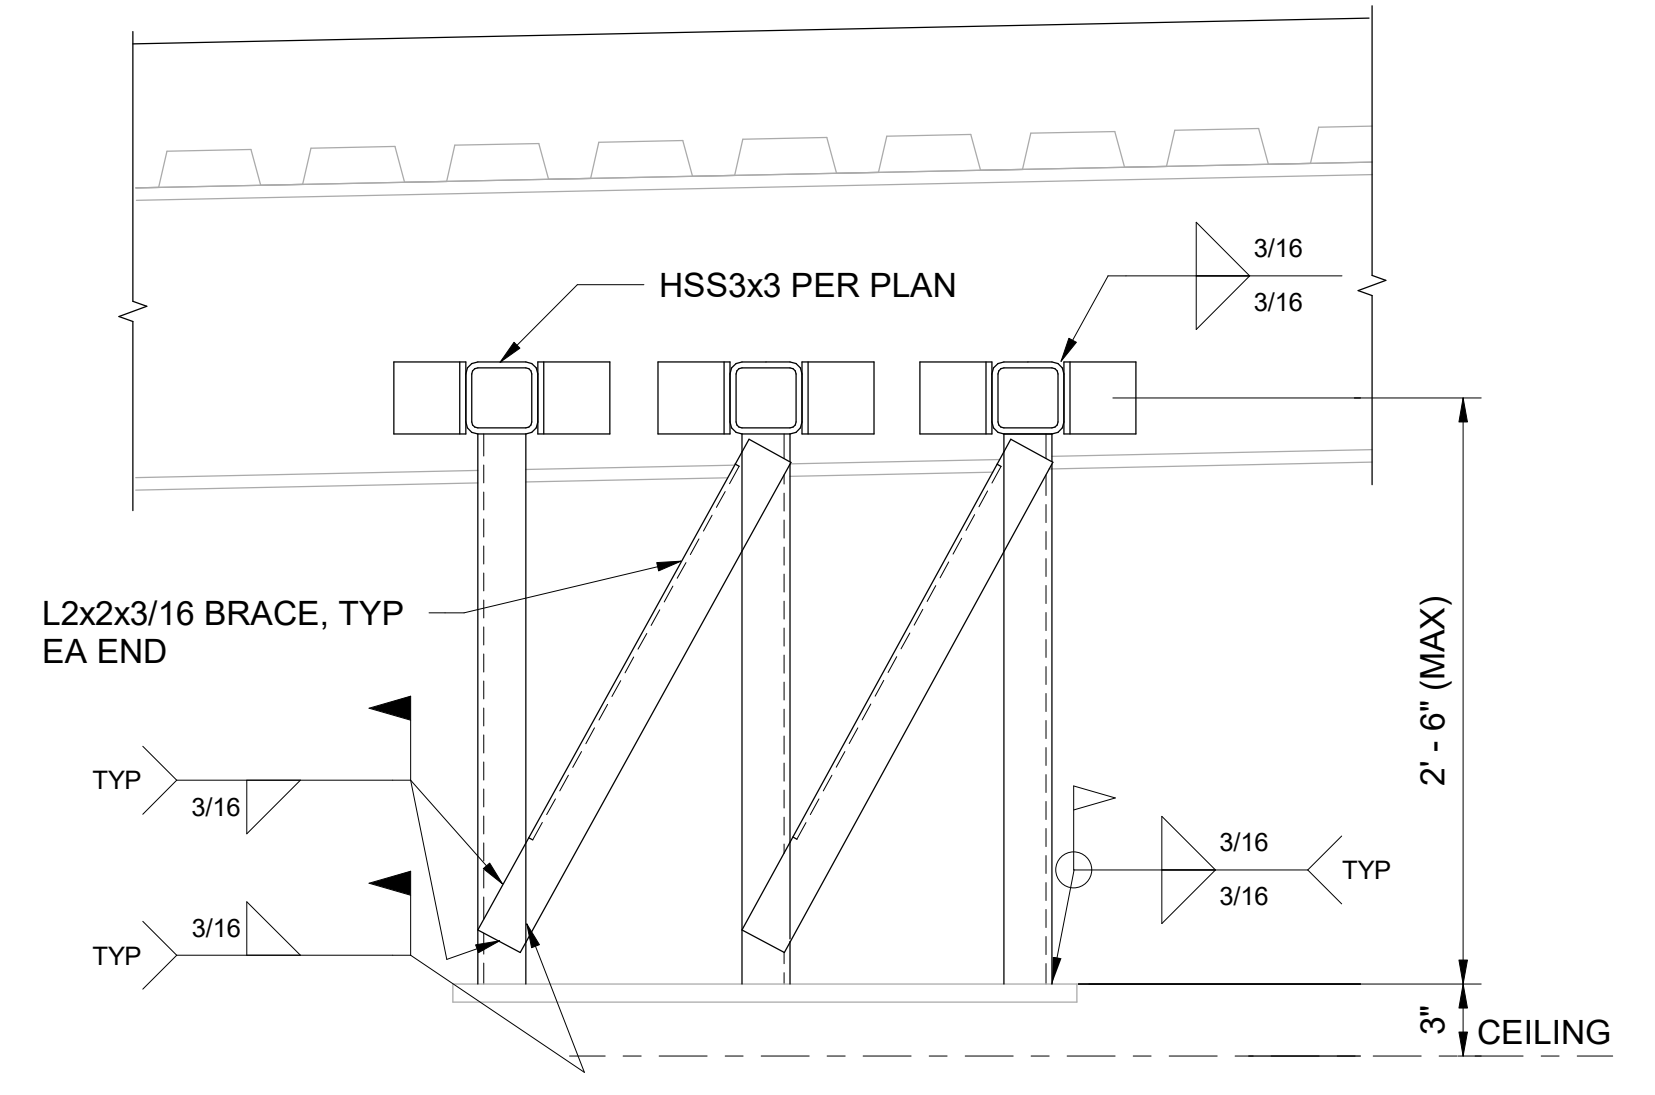 3/16
3/16
HSS3x3 PER PLAN
L2x2x3/16 BRACE, TYP
EA END
2' - 6" (MAX)
TYP
3/16
3/16
3/16
TYP
3/16
TYP
3"
CEILING